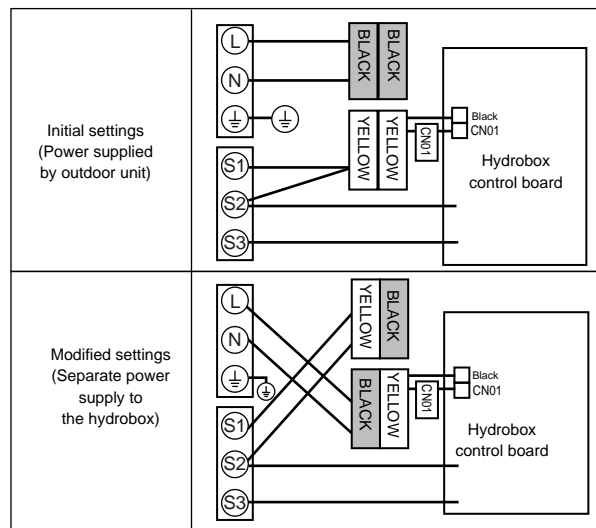 Initial settings
(Power supplied
by outdoor unit)
L
N
S1
S2
S3
BLACK
BLACK
YELLOW
YELLOW
CN01
Black
CN01
Hydrobox
control board
Modified settings
(Separate power
supply to
the hydrobox)
L
N
S1
S2
S3
YELLOW
BLACK
BLACK
YELLOW
CN01
Black
CN01
Hydrobox
control board